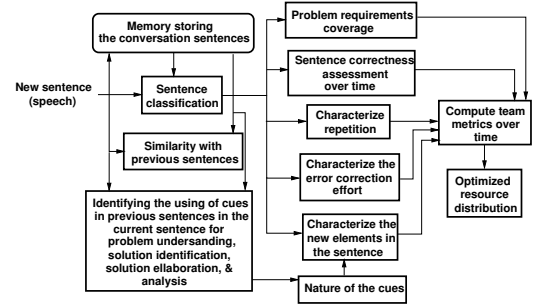 Memory storing
the conversation sentences
Problem requirements
coverage
New sentence
(speech)
Sentence
classification
Sentence correctness
assessment
over time
Characterize
repetition
Compute team
metrics over
time
Similarity with
previous sentences
Characterize the
error correction
effort
Optimized
resource
distribution
Identifying the using of cues
in previous sentences in the
current sentence for
problem undersanding,
solution identification,
solution ellaboration, &
analysis
Characterize the
new elements in
the sentence
Nature of the cues